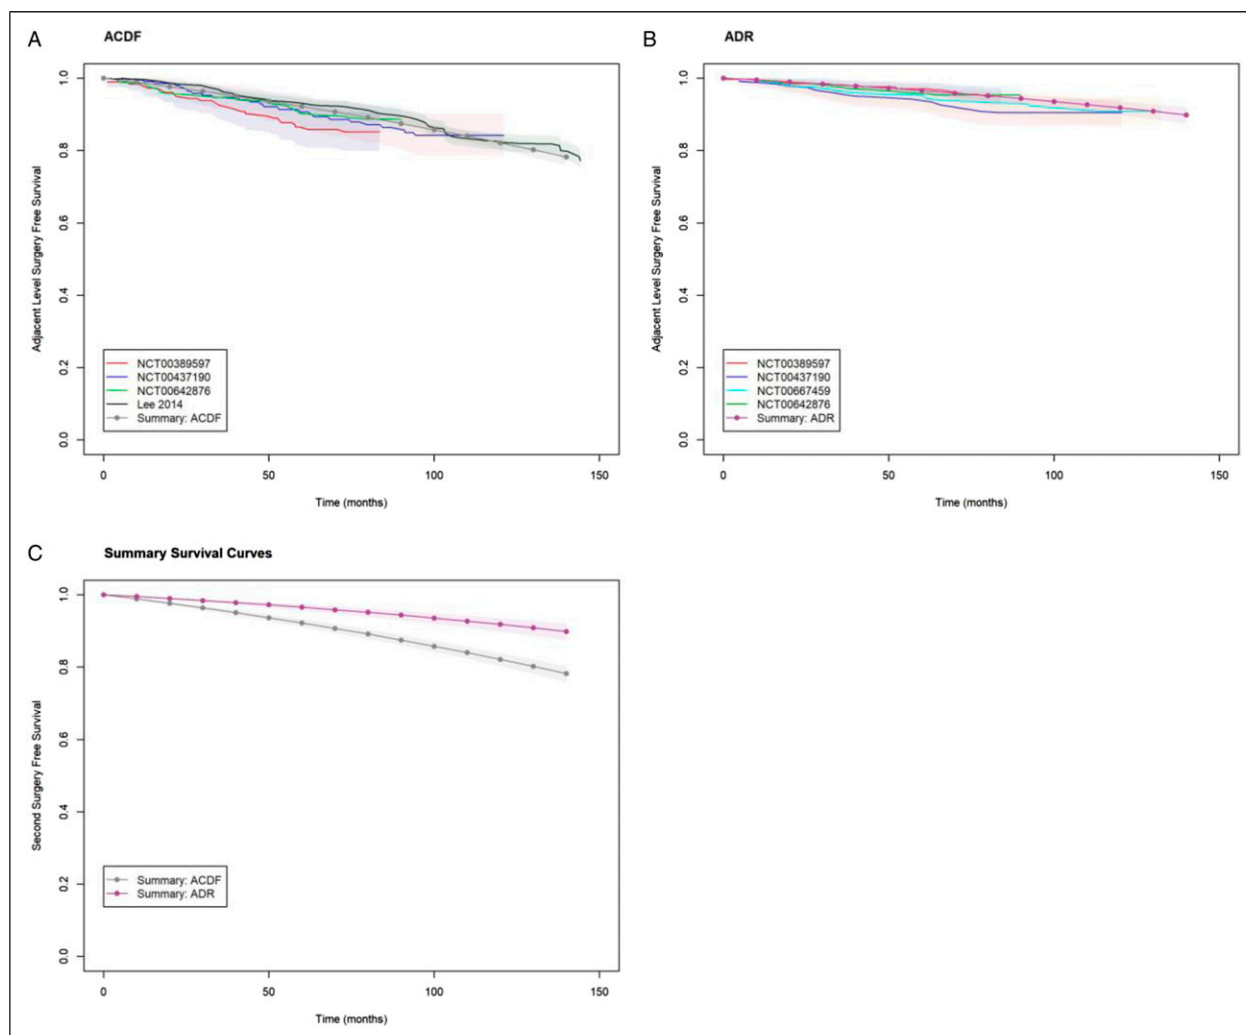 A
ACDF
Adjacent Level Surgery Free Survival
1.0
0.8
0.6
0.4
0.2
0.0
NCT00389597
NCT00437190
NCT00642876
Lee 2014
Summary: ACDF
0
50
100
150
Time (months)
B
ADR
Adjacent Level Surgery Free Survival
1.0
0.8
0.6
0.4
0.2
0.0
NCT00389597
NCT00437190
NCT00667459
NCT00642876
Summary: ADR
0
50
100
150
Time (months)
C
Summary Survival Curves
Second Surgery Free Survival
1.0
0.8
0.6
0.4
0.2
0.0
Summary: ACDF
Summary: ADR
0
50
100
150
Time (months)